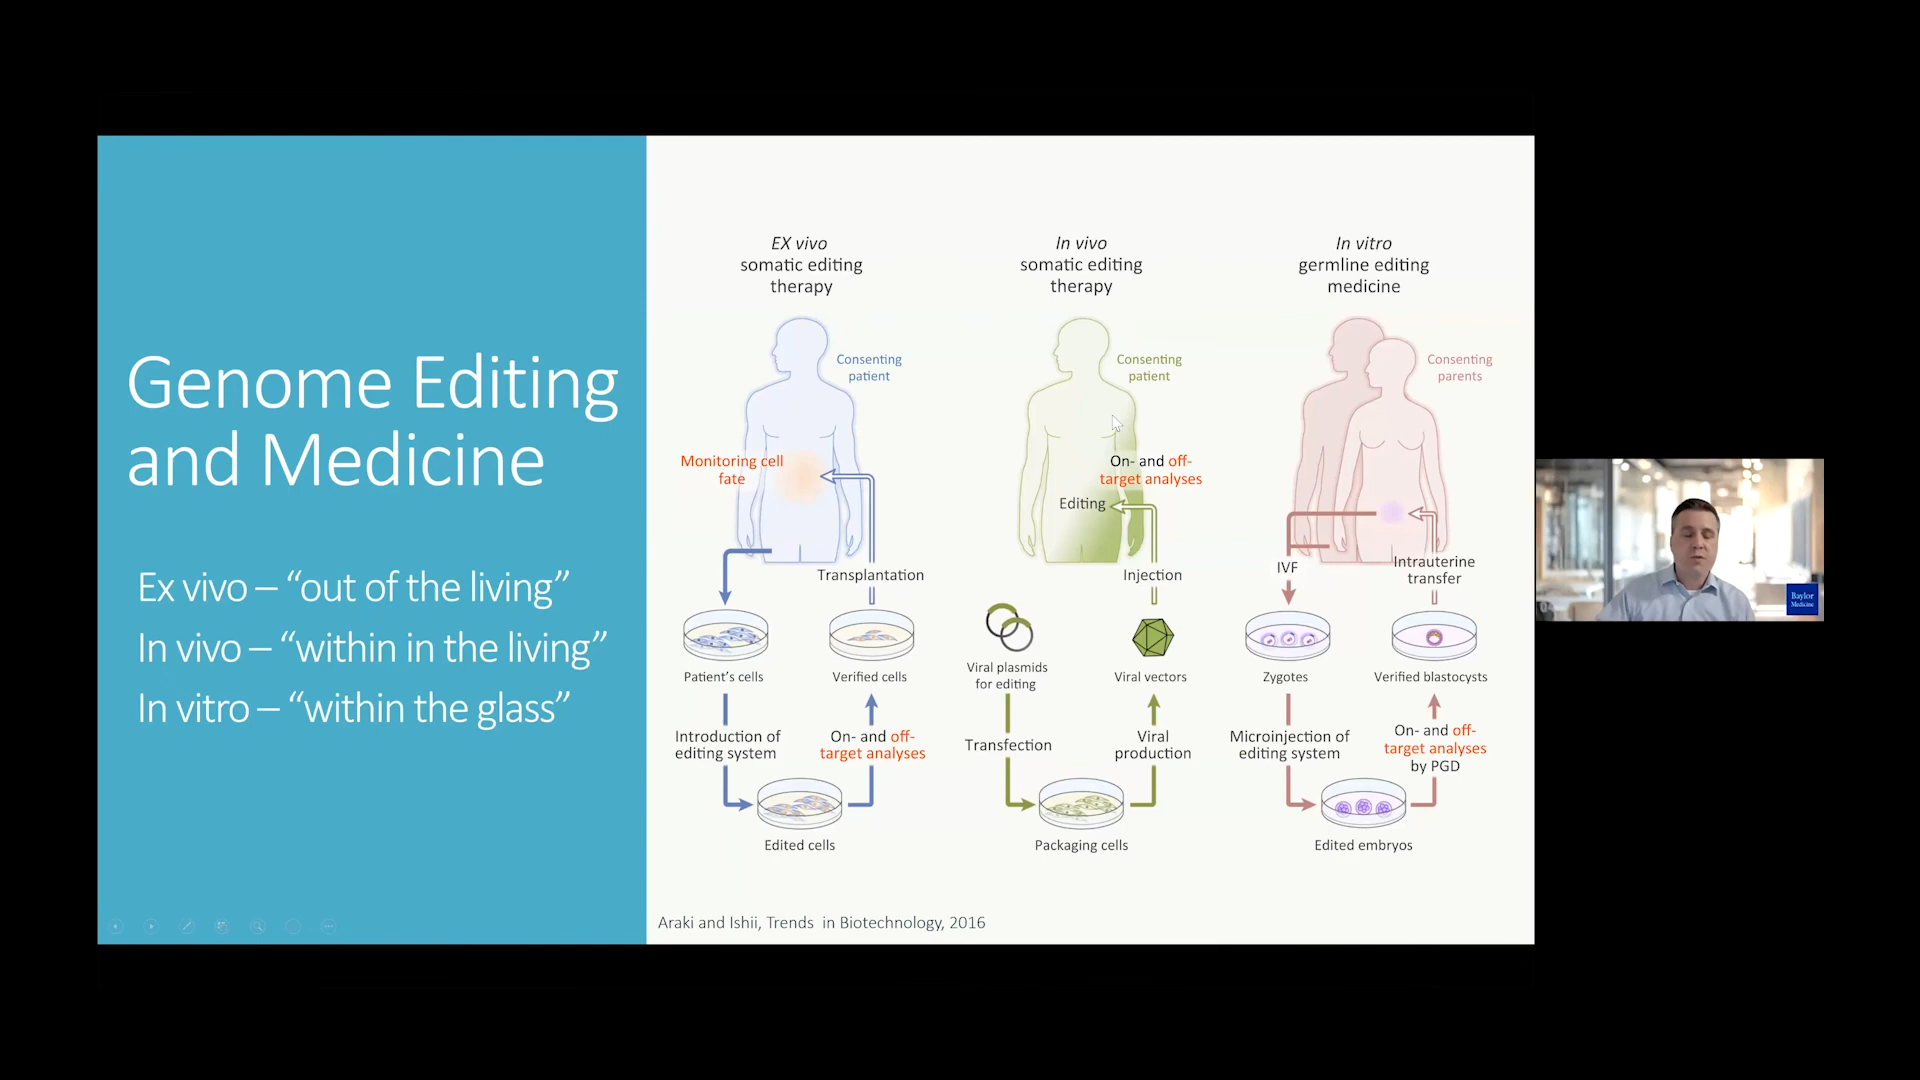 Genome Editing
and Medicine
Ex vivo – “out of the living”
In vivo – “within in the living”
In vitro – “within the glass”
EX vivo
somatic editing
therapy
Consenting
patient
Monitoring cell
fate
Transplantation
Patient’s cells
Verified cells
Introduction of
editing system
On- and off-
target analyses
Edited cells
In vivo
somatic editing
therapy
Consenting
patient
On- and off-
target analyses
Editing
Injection
Viral plasmids
for editing
Viral vectors
Transfection
Viral
production
Packaging cells
In vitro
germline editing
medicine
Consenting
parents
IVF
Intrauterine
transfer
Zygotes
Verified blastocysts
Microinjection of
editing system
On- and off-
target analyses
by PGD
Edited embryos
Araki and Ishii, Trends in Biotechnology, 2016
Baylor
Medicine